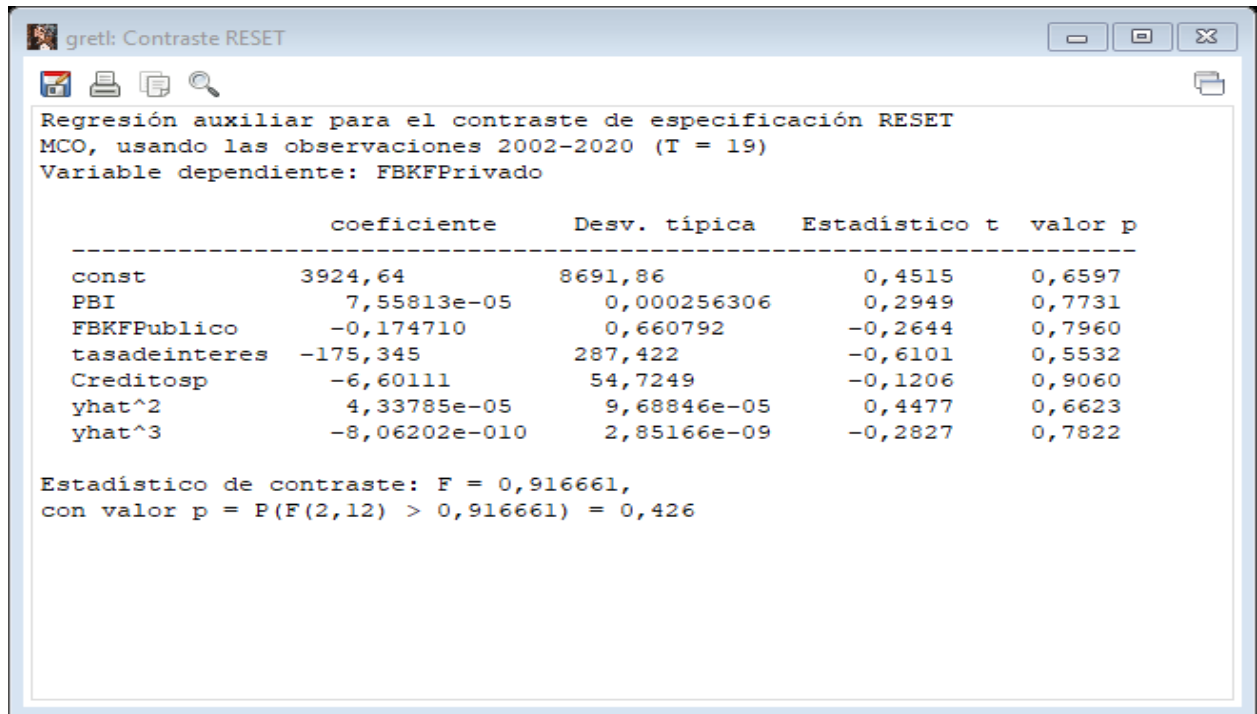 gretl: Contraste RESET
Regresión auxiliar para el contraste de especificación RESET
MCO, usando las observaciones 2002-2020 (T = 19)
Variable dependiente: FBKFPrivado
coeficiente Desv. típica Estadístico t valor p
-----------------------------------------------------------------------
const 3924,64 8691,86 0,4515 0,6597
PBI 7,55813e-05 0,000256306 0,2949 0,7731
FBKFPublico -0,174710 0,660792 -0,2644 0,7960
tasadeinteres -175,345 287,422 -0,6101 0,5532
Creditosp -6,60111 54,7249 -0,1206 0,9060
yhat^2 4,33785e-05 9,68846e-05 0,4477 0,6623
yhat^3 -8,06202e-010 2,85166e-09 -0,2827 0,7822
Estadístico de contraste: F = 0,916661,
con valor p = P(F(2,12) > 0,916661) = 0,426